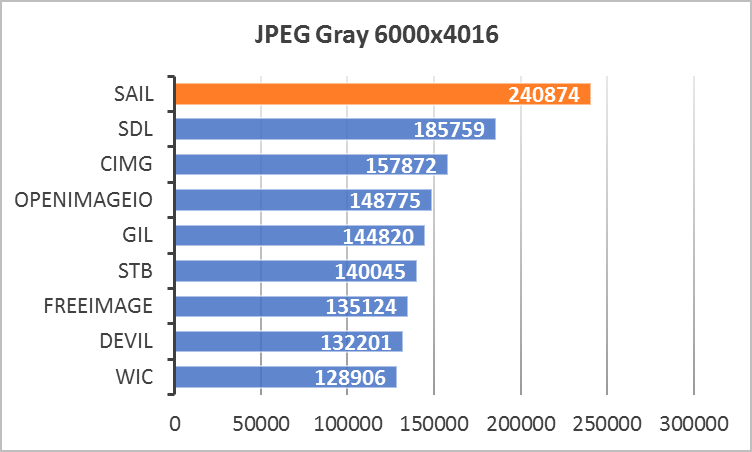 JPEG Gray 6000x4016
SAIL 240874
SDL 185759
CIMG 157872
OPENIMAGEIO 148775
GIL 144820
STB 140045
FREEIMAGE 135124
DEVIL 132201
WIC 128906
0 50000 100000 150000 200000 250000 300000